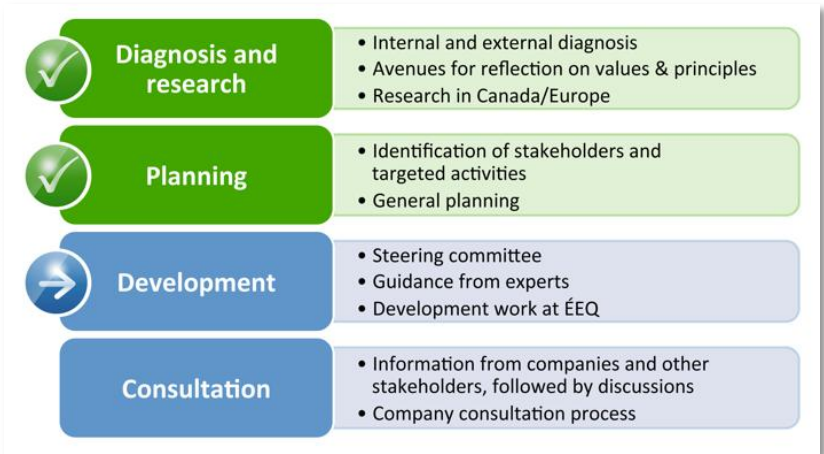 Diagnosis and
research
• Internal and external diagnosis
• Avenues for reflection on values & principles
• Research in Canada/Europe
Planning
• Identification of stakeholders and
targeted activities
• General planning
Development
• Steering committee
• Guidance from experts
• Development work at ÉEQ
Consultation
• Information from companies and other
stakeholders, followed by discussions
• Company consultation process